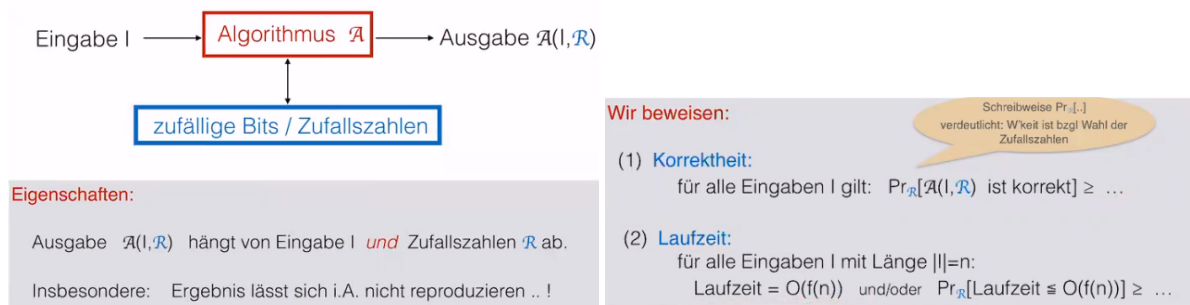 Eingabe I
Algorithmus 𝒜
Ausgabe 𝒜(I,ℛ)
zufällige Bits / Zufallszahlen
Eigenschaften:
Ausgabe 𝒜(I,ℛ) hängt von Eingabe I und Zufallszahlen ℛ ab.
Insbesondere: Ergebnis lässt sich i.A. nicht reproduzieren .. !
Wir beweisen:
Schreibweise Prℛ[..]
verdeutlicht: W'keit ist bzgl Wahl der
Zufallszahlen
(1) Korrektheit:
für alle Eingaben I gilt: Prℛ[𝒜(I,ℛ) ist korrekt] ≥ …
(2) Laufzeit:
für alle Eingaben I mit Länge |I|=n:
Laufzeit = O(f(n)) und/oder Prℛ[Laufzeit ≦ O(f(n))] ≥ …